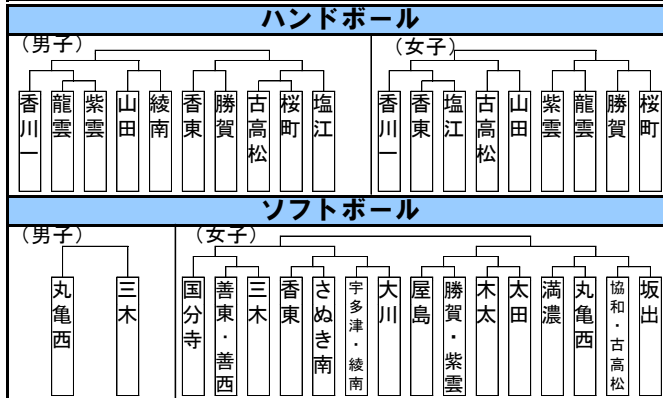 ハンドボール
(男子)
香川一
龍雲
紫雲
山田
綾南
香東
勝賀
古高松
桜町
塩江
(女子)
香川一
香東
塩江
古高松
山田
紫雲
龍雲
勝賀
桜町
ソフトボール
(男子)
丸亀西
三木
(女子)
国分寺
善東・善西
三木
香東
さぬき南
宇多津・綾南
大川
屋島
勝賀・紫雲
木太
太田
満濃
丸亀西
協和・古高松
坂出